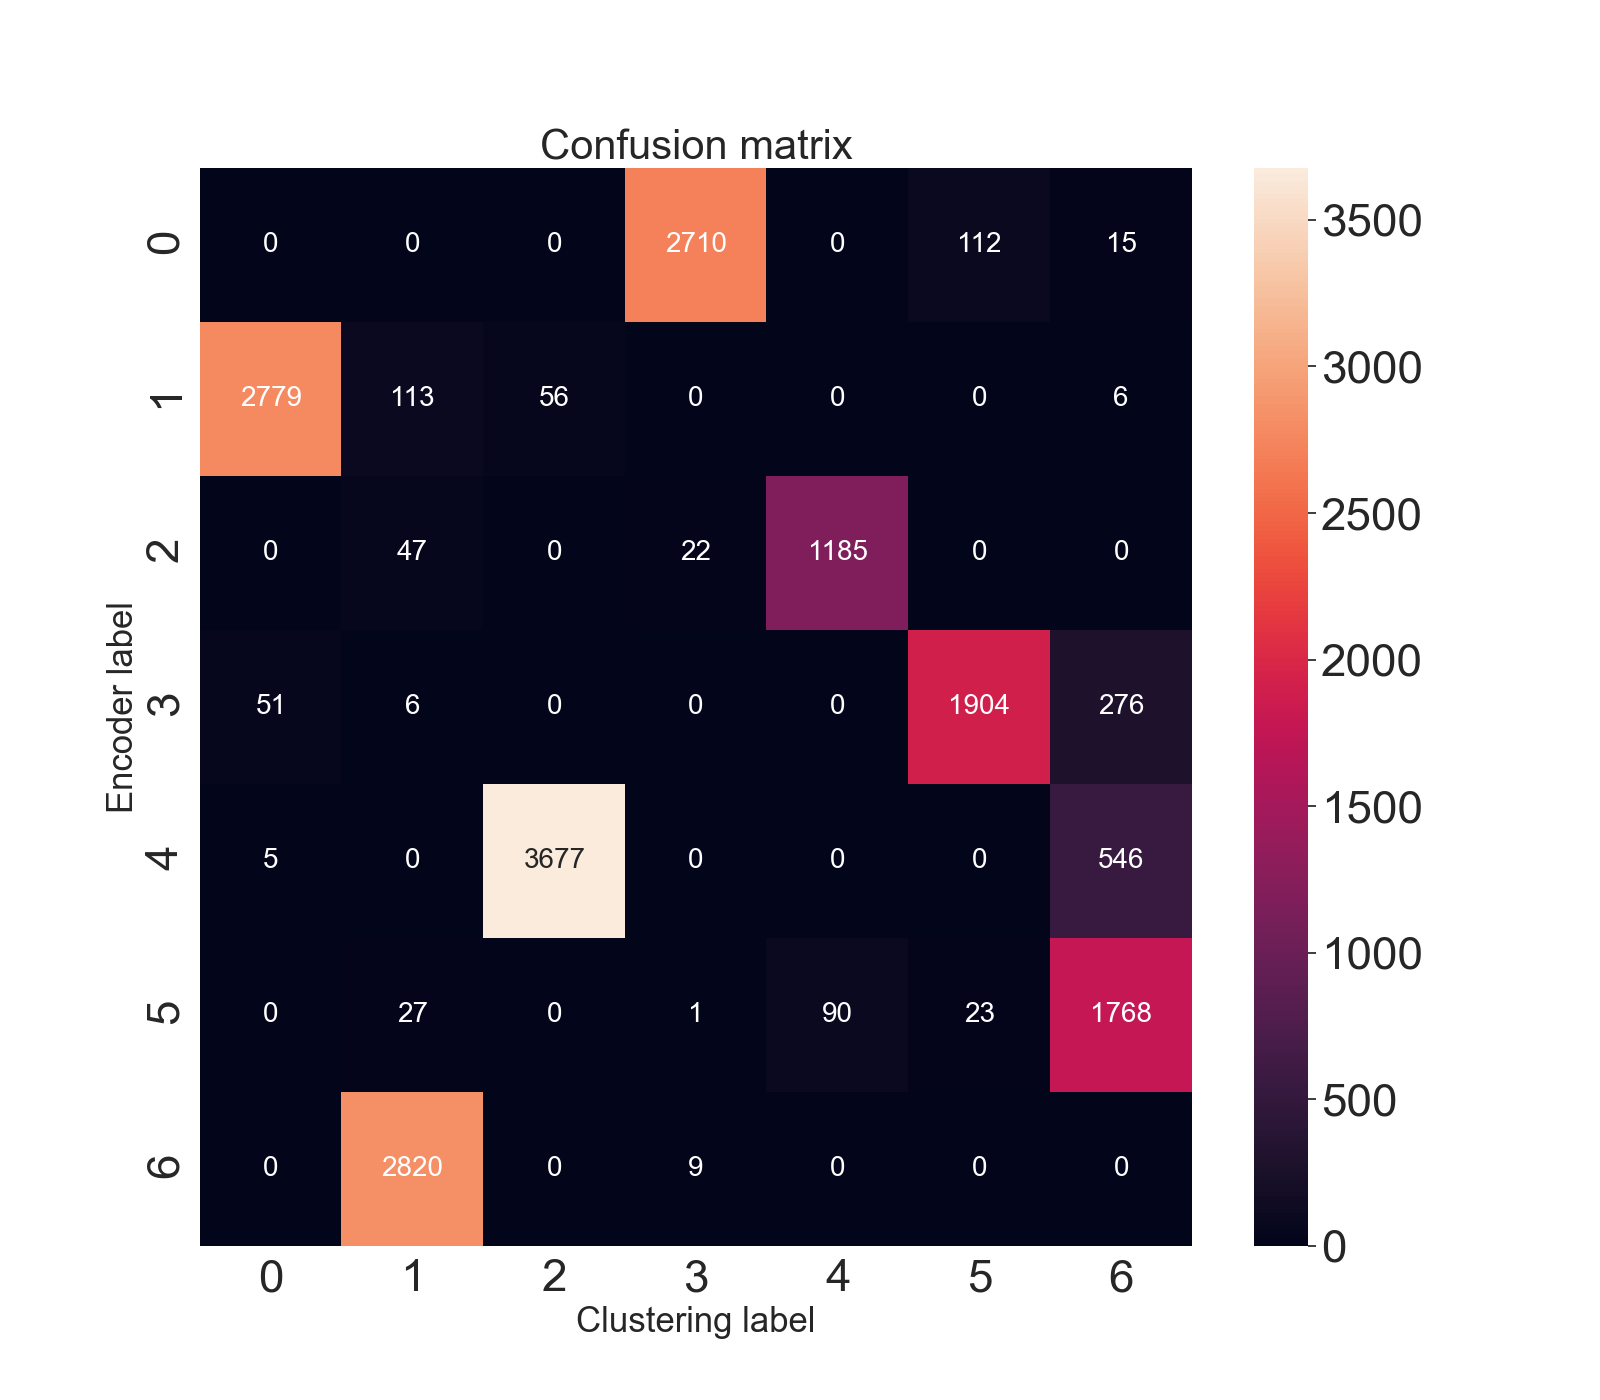 Confusion matrix
0 0 0 0 2710 0 112 15
1 2779 113 56 0 0 0 6
2 0 47 0 22 1185 0 0
3 51 6 0 0 0 1904 276
4 5 0 3677 0 0 0 546
5 0 27 0 1 90 23 1768
6 0 2820 0 9 0 0 0
0 1 2 3 4 5 6
Clustering label
Encoder label
3500
3000
2500
2000
1500
1000
500
0